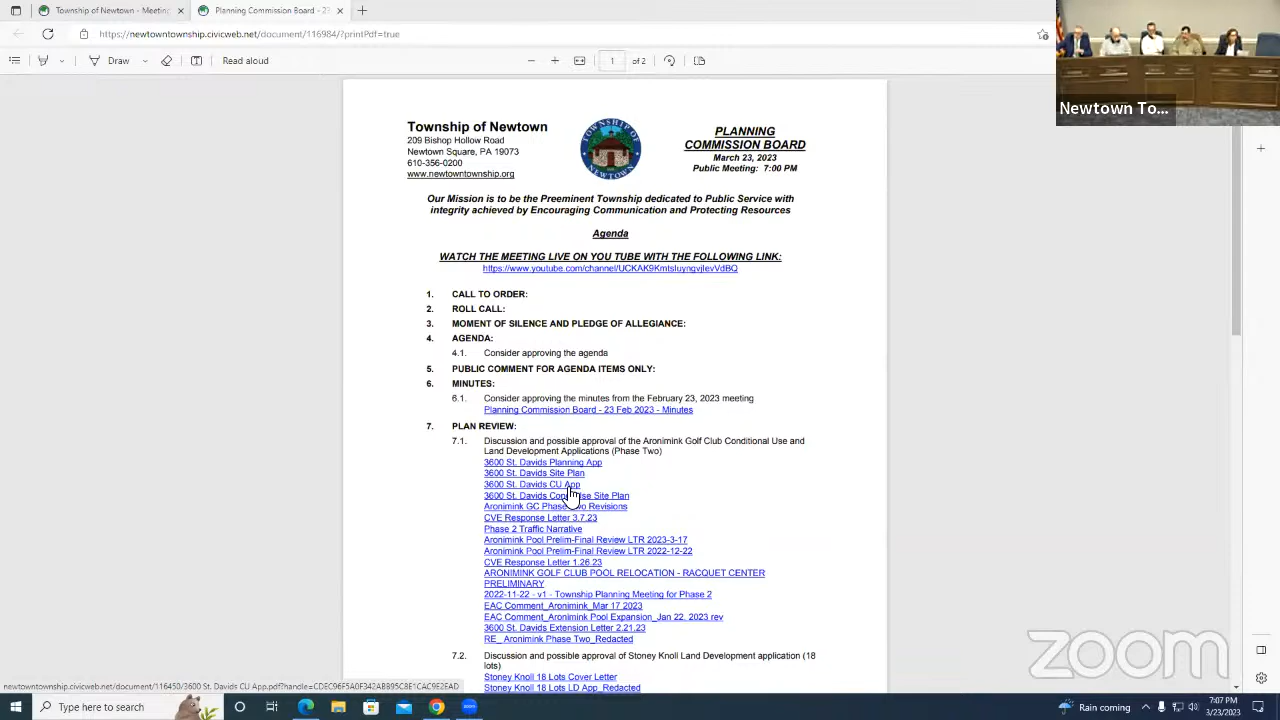 Newtown Township - Meeting
Planning Commission Board - 23
https://newtowntownship.civicweb.net/document/116984/?printPdf=true
Draw
Read aloud
1 of 2
Newtown To...
Township of Newtown
209 Bishop Hollow Road
Newtown Square, PA 19073
610-356-0200
www.newtowntownship.org
TOWNSHIP OF NEWTOWN
PLANNING
COMMISSION BOARD
March 23, 2023
Public Meeting: 7:00 PM
Our Mission is to be the Preeminent Township dedicated to Public Service with
integrity achieved by Encouraging Communication and Protecting Resources
Agenda
WATCH THE MEETING LIVE ON YOU TUBE WITH THE FOLLOWING LINK:
1. CALL TO ORDER:
2. ROLL CALL:
3. MOMENT OF SILENCE AND PLEDGE OF ALLEGIANCE:
4. AGENDA:
4.1. Consider approving the agenda
5. PUBLIC COMMENT FOR AGENDA ITEMS ONLY:
6. MINUTES:
6.1. Consider approving the minutes from the February 23, 2023 meeting
Planning Commission Board - 23 Feb 2023 - Minutes
7. PLAN REVIEW:
7.1. Discussion and possible approval of the Aronimink Golf Club Conditional Use and
Land Development Applications (Phase Two)
3600 St. Davids Planning App
3600 St. Davids Site Plan
3600 St. Davids CU App
3600 St. Davids Site Plan
Aronimink GC Phase Two Revisions
CVE Response Letter 3.7.23
Phase 2 Traffic Narrative
Aronimink Pool Prelim-Final Review LTR 2023-3-17
Aronimink Pool Prelim-Final Review LTR 2022-12-22
CVE Response Letter 1.26.23
ARONIMINK GOLF CLUB POOL RELOCATION - RACQUET CENTER
PRELIMINARY
2022-11-22 - v1 - Township Planning Meeting for Phase 2
EAC Comment_Aronimink_Mar 17 2023
EAC Comment_Aronimink Pool Expansion_Jan 22, 2023 rev
3600 St. Davids Extension Letter 2.21.23
RE_ Aronimink Phase Two_Redacted
7.2. Discussion and possible approval of Stoney Knoll Land Development application (18
lots)
Stoney Knoll 18 Lots Cover Letter
Stoney Knoll 18 Lots LD App_Redacted
zoom
Type here to search
Rain coming
7:07 PM
3/23/2023